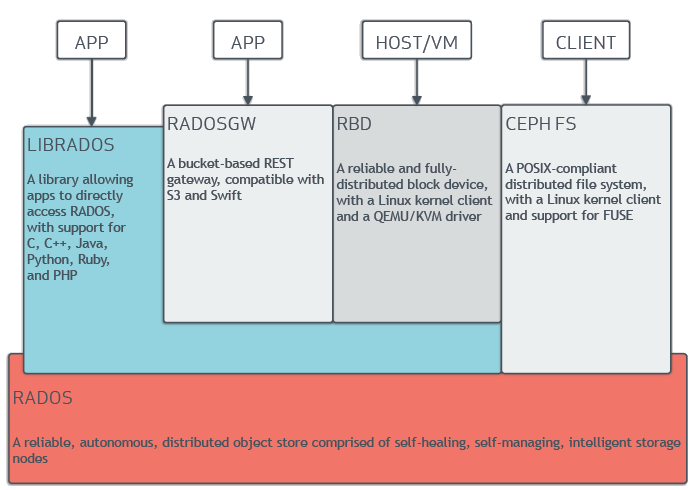 APP
APP
HOST/VM
CLIENT
LIBRADOS
A library allowing
apps to directly
access RADOS,
with support for
C, C++, Java,
Python, Ruby,
and PHP
RADOSGW
A bucket-based REST
gateway, compatible with
S3 and Swift
RBD
A reliable and fully-
distributed block device,
with a Linux kernel client
and a QEMU/KVM driver
CEPH FS
A POSIX-compliant
distributed file system,
with a Linux kernel client
and support for FUSE
RADOS
A reliable, autonomous, distributed object store comprised of self-healing, self-managing, intelligent storage
nodes